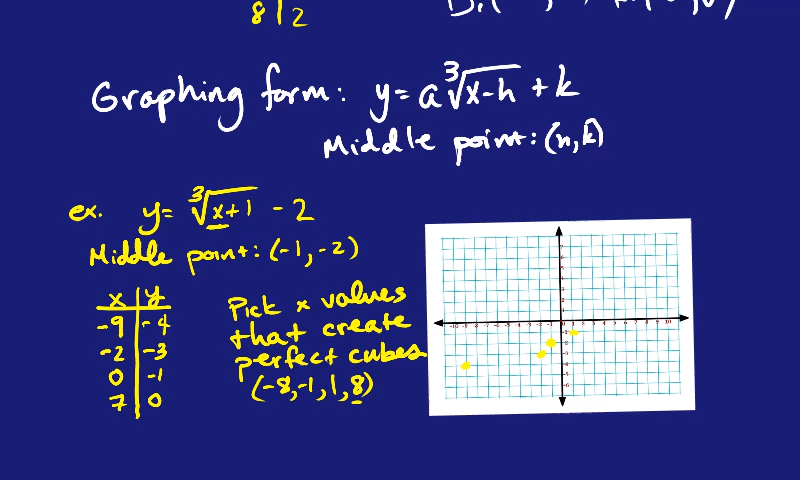 8 | 2
Graphing form: y = a ∛x-h + k
Middle point: (h, k)
ex. y = ∛x+1 - 2
Middle point: (-1, -2)
x | y
-9 | -4
-2 | -3
0 | -1
7 | 0
Pick x values
that create
perfect cubes
(-8, -1, 1, 8)